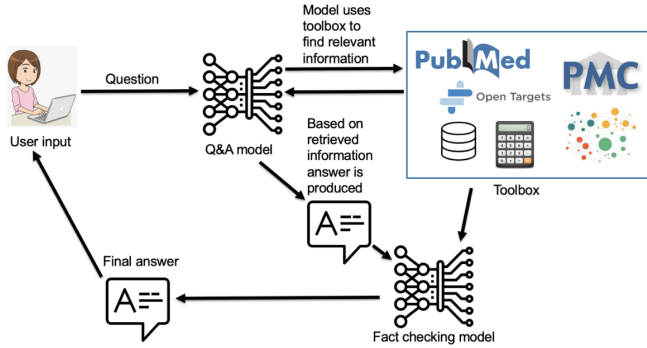 Model uses
toolbox to
find relevant
information
Question
PubMed
PMC
Open Targets
User input
Q&A model
Based on
retrieved
information
answer is
produced
Toolbox
A
Final answer
A
Fact checking model